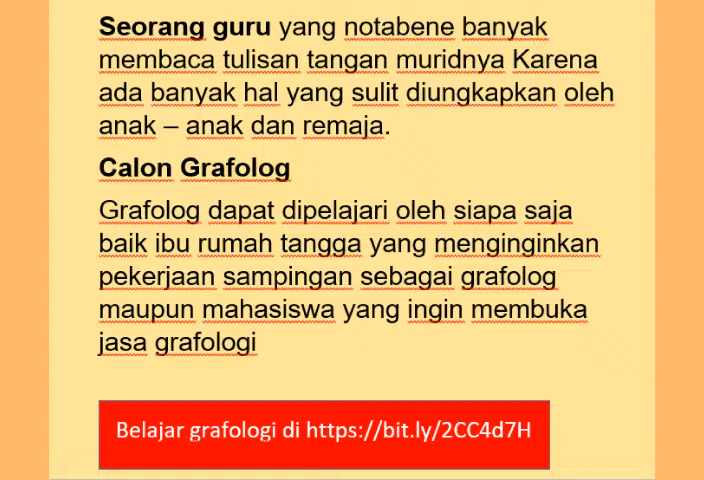 Seorang guru yang notabene banyak
membaca tulisan tangan muridnya Karena
ada banyak hal yang sulit diungkapkan oleh
anak – anak dan remaja.
Calon Grafolog
Grafolog dapat dipelajari oleh siapa saja
baik ibu rumah tangga yang menginginkan
pekerjaan sampingan sebagai grafolog
maupun mahasiswa yang ingin membuka
jasa grafologi
Belajar grafologi di https://bit.ly/2CC4d7H